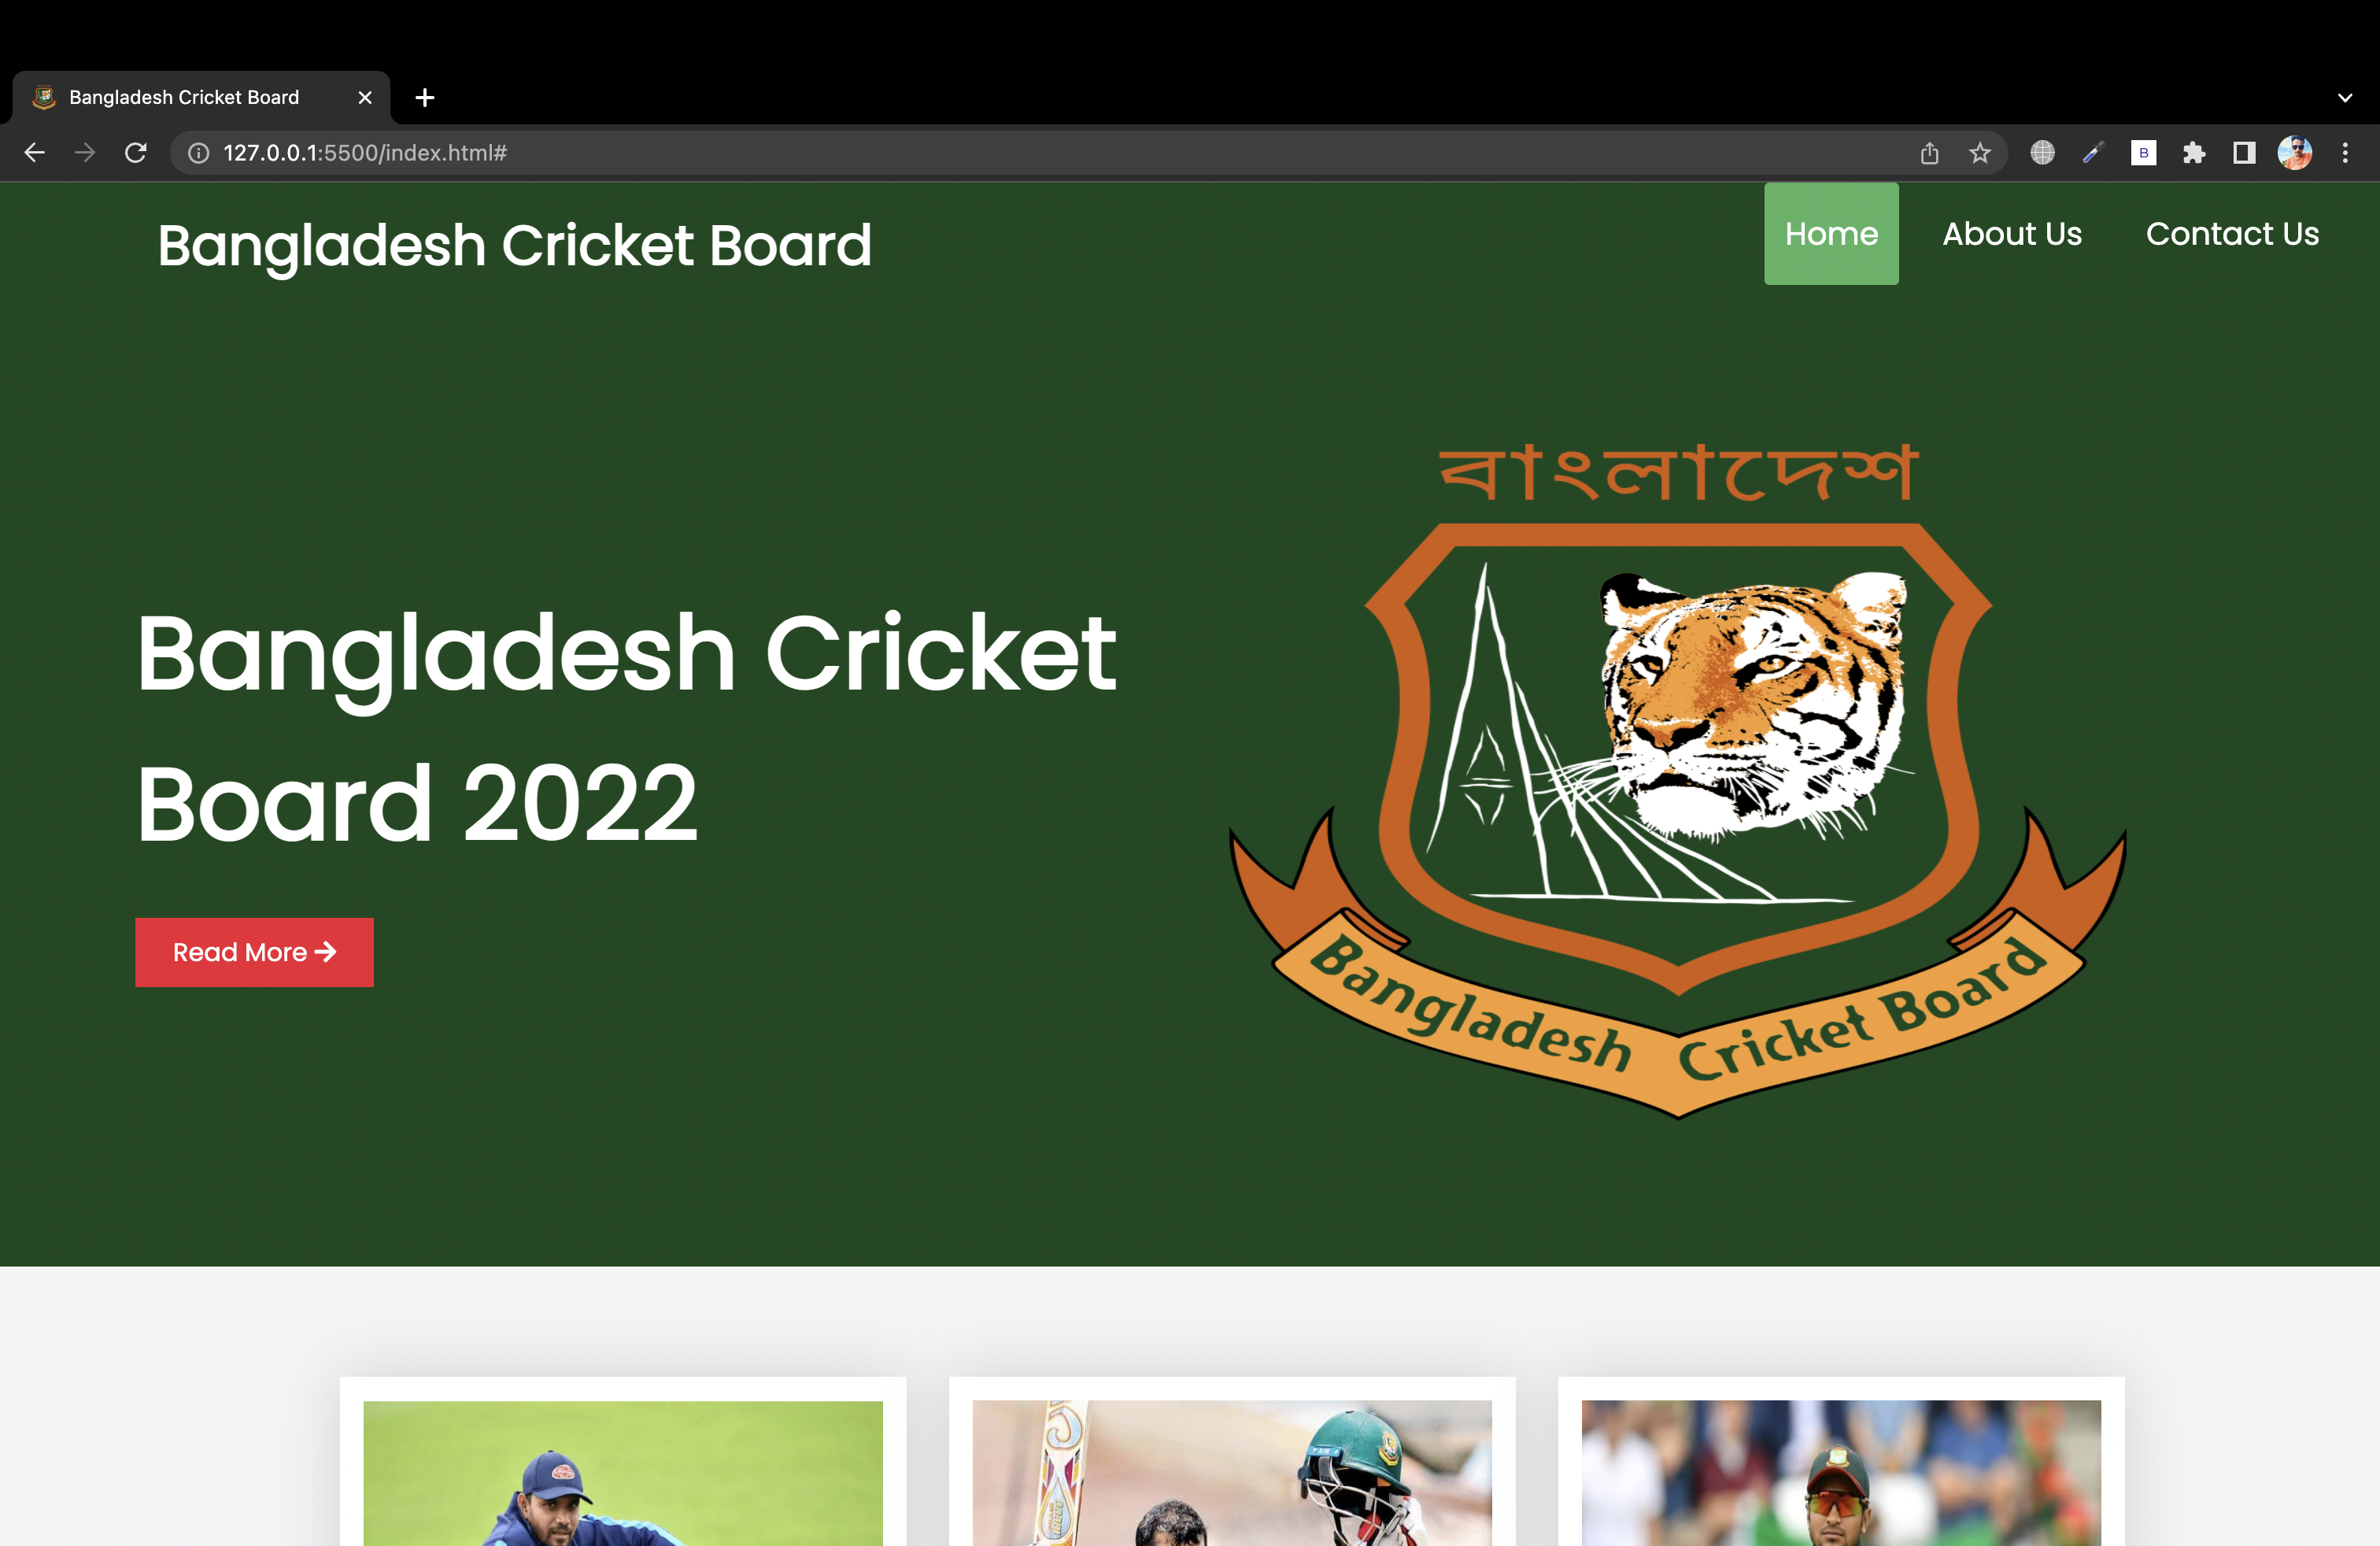 Bangladesh Cricket Board
127.0.0.1:5500/index.html#
B
Bangladesh Cricket Board
Home
About Us
Contact Us
বাংলাদেশ
Bangladesh Cricket
Board 2022
Read More
Bangladesh Cricket Board